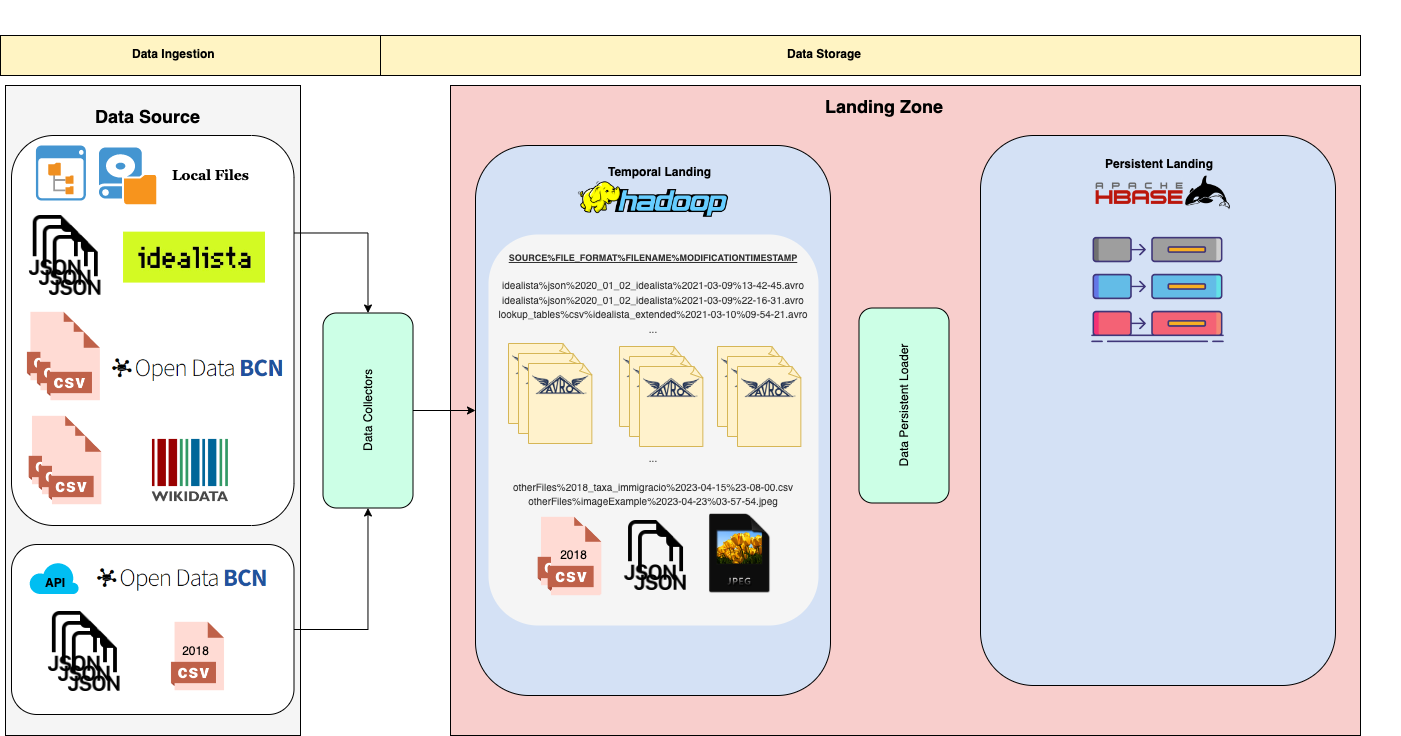 Data Ingestion
Data Storage
Data Source
Local Files
JSON
JSON
JSON
idealista
CSV
Open Data BCN
CSV
WIKIDATA
API
Open Data BCN
JSON
JSON
JSON
2018
CSV
Data Collectors
Landing Zone
Temporal Landing
hadoop
SOURCE%FILE_FORMAT%FILENAME%MODIFICATIONTIMESTAMP
idealista%json%2020_01_02_idealista%2021-03-09%13-42-45.avro
idealista%json%2020_01_02_idealista%2021-03-09%22-16-31.avro
lookup_tables%csv%idealista_extended%2021-03-10%09-54-21.avro
...
AVRO
AVRO
AVRO
...
otherFiles%2018_taxa_immigracio%2023-04-15%23-08-00.csv
otherFiles%imageExample%2023-04-23%03-57-54.jpeg
2018
CSV
JSON
JSON
JPEG
Data Persistent Loader
Persistent Landing
APACHE
HBASE